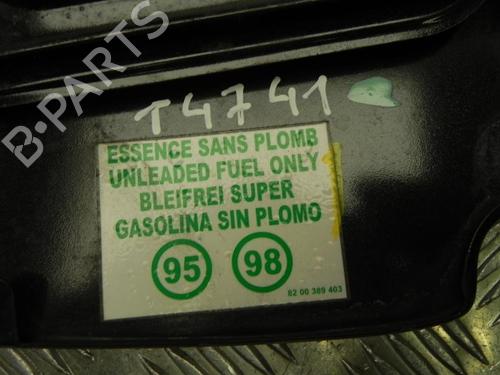 B-PARTS
T4741
ESSENCE SANS PLOMB
UNLEADED FUEL ONLY
BLEIFREI SUPER
GASOLINA SIN PLOMO
95 98
82 00 389 403